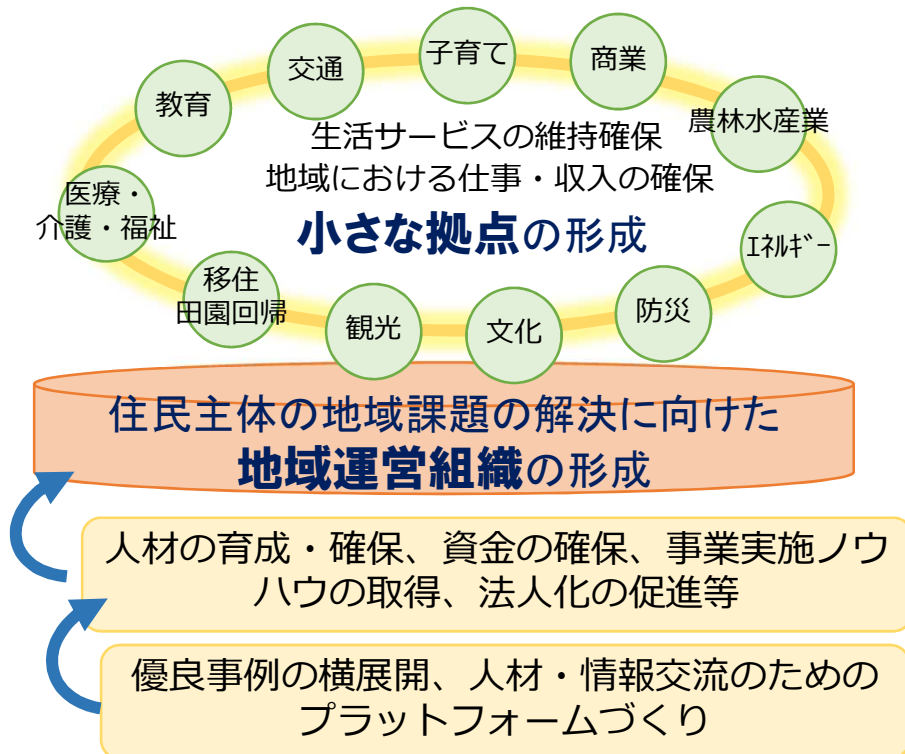 子育て
交通
商業
教育
農林水産業
生活サービスの維持確保
地域における仕事・収入の確保
医療・
介護・福祉
小さな拠点の形成
ｴﾈﾙｷﾞｰ
移住
田園回帰
観光
文化
防災
住民主体の地域課題の解決に向けた
地域運営組織の形成
人材の育成・確保、資金の確保、事業実施ノウ
ハウの取得、法人化の促進等
優良事例の横展開、人材・情報交流のための
プラットフォームづくり